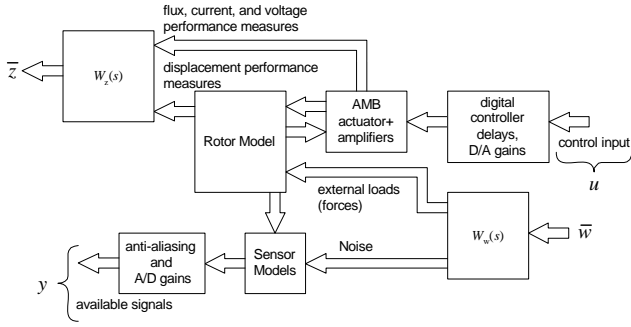 flux, current, and voltage
performance measures
z̅
W_z(s)
displacement performance
measures
Rotor Model
AMB
actuator+
amplifiers
digital
controller
delays,
D/A gains
control input
u
external loads
(forces)
W_w(s)
w̅
anti-aliasing
and
A/D gains
Sensor
Models
Noise
y
available signals